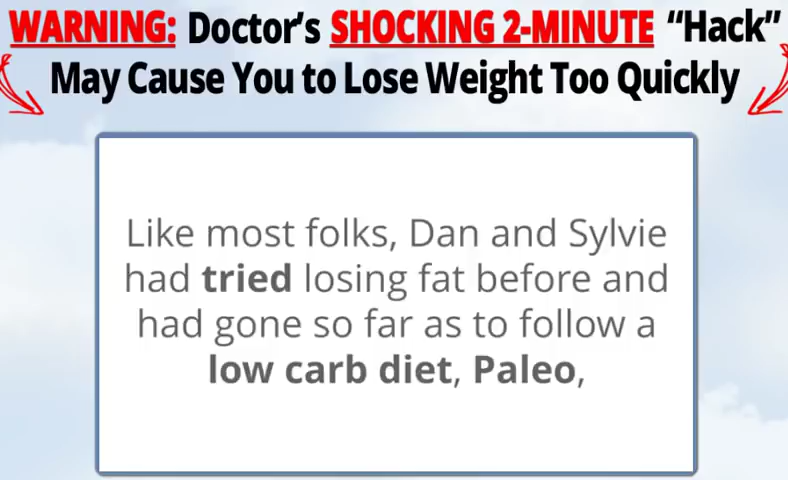 WARNING: Doctor's SHOCKING 2-MINUTE “Hack”
May Cause You to Lose Weight Too Quickly
Like most folks, Dan and Sylvie
had tried losing fat before and
had gone so far as to follow a
low carb diet, Paleo,